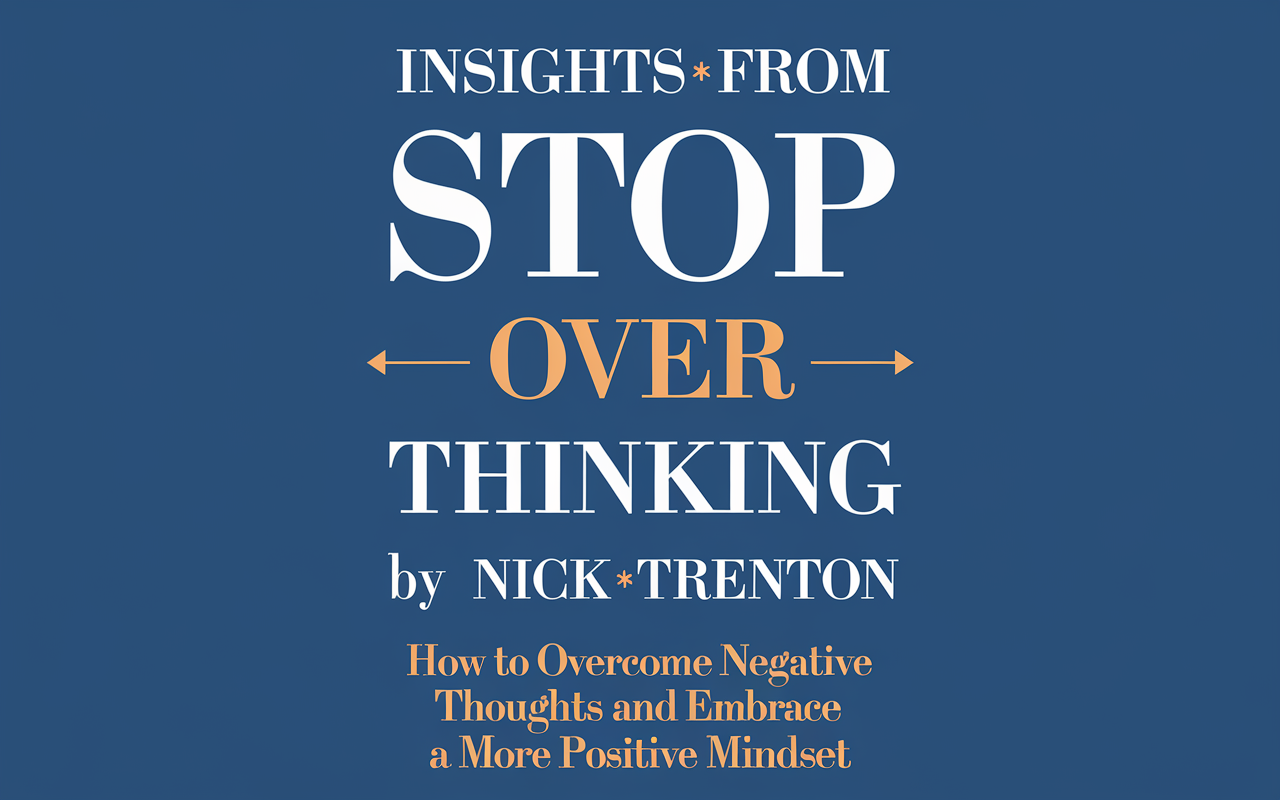 INSIGHTS*FROM
STOP
OVER
THINKING
by NICK*TRENTON
How to Overcome Negative
Thoughts and Embrace
a More Positive Mindset